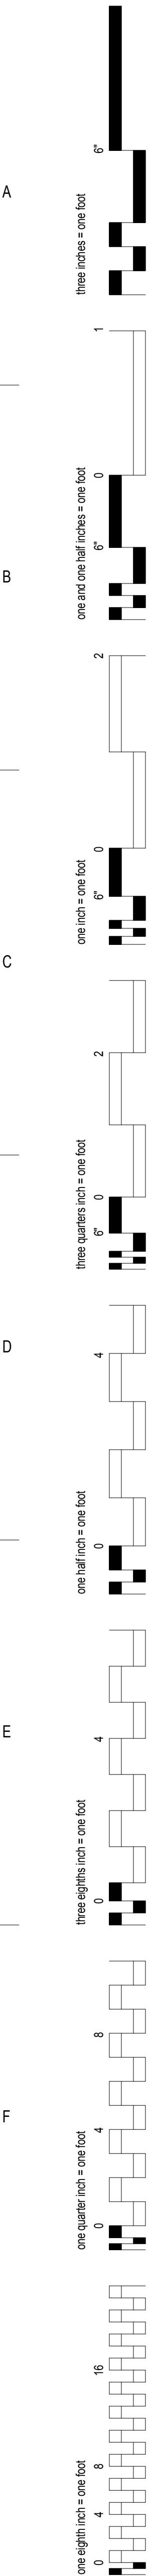 A
three inches = one foot
6"
B
one and one half inches = one foot
6" 0 1
C
one inch = one foot
6" 0 2
D
three quarters inch = one foot
6" 0 2
E
one half inch = one foot
0 4
F
three eighths inch = one foot
0 4
one quarter inch = one foot
0 4 8
one eighth inch = one foot
0 4 8 16